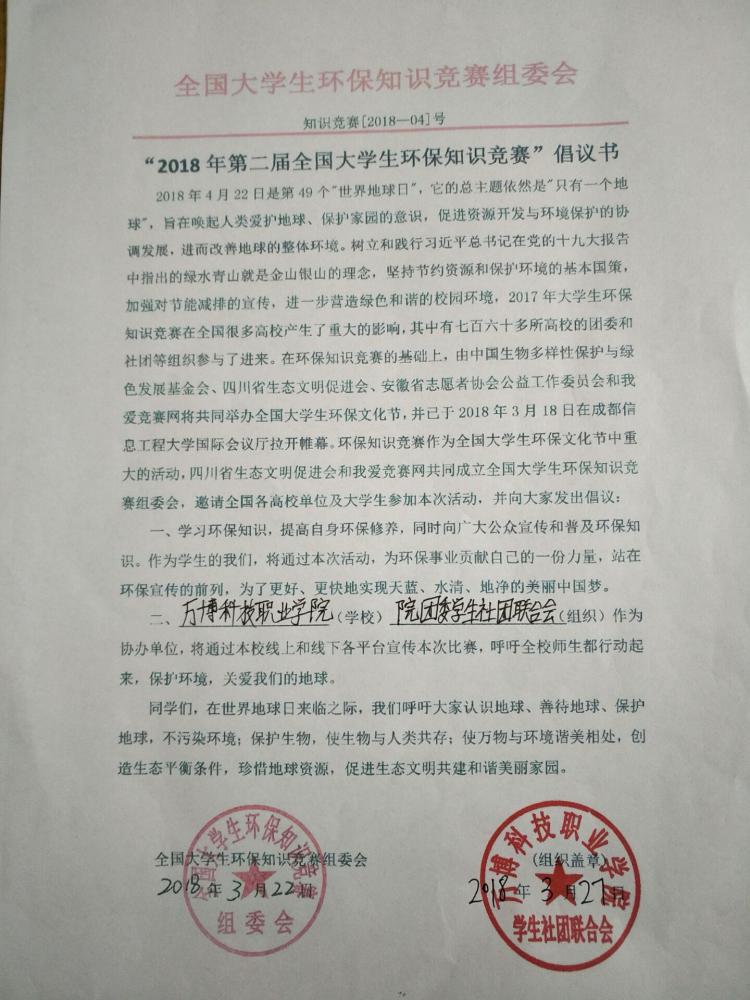 全国大学生环保知识竞赛组委会
知识竞赛[2018—04]号
“2018年第二届全国大学生环保知识竞赛”倡议书
2018年4月22日是第49个"世界地球日"，它的总主题依然是"只有一个地
球"，旨在唤起人类爱护地球、保护家园的意识，促进资源开发与环境保护的协
调发展，进而改善地球的整体环境。树立和践行习近平总书记在党的十九大报告
中指出的绿水青山就是金山银山的理念，坚持节约资源和保护环境的基本国策，
加强对节能减排的宣传，进一步营造绿色和谐的校园环境，2017年大学生环保
知识竞赛在全国很多高校产生了重大的影响，其中有七百六十多所高校的团委和
社团等组织参与了进来。在环保知识竞赛的基础上，由中国生物多样性保护与绿
色发展基金会、四川省生态文明促进会、安徽省志愿者协会公益工作委员会和我
爱竞赛网将共同举办全国大学生环保文化节，并已于2018年3月18日在成都信
息工程大学国际会议厅拉开帷幕。环保知识竞赛作为全国大学生环保文化节中重
大的活动，四川省生态文明促进会和我爱竞赛网共同成立全国大学生环保知识竞
赛组委会，邀请全国各高校单位及大学生参加本次活动，并向大家发出倡议：
一、学习环保知识，提高自身环保修养，同时向广大公众宣传和普及环保知
识。作为学生的我们，将通过本次活动，为环保事业贡献自己的一份力量，站在
环保宣传的前列，为了更好、更快地实现天蓝、水清、地净的美丽中国梦。
二、万博科技职业学院（学校）院团委学生社团联合会（组织）作为
协办单位，将通过本校线上和线下各平台宣传本次比赛，呼吁全校师生都行动起
来，保护环境，关爱我们的地球。
同学们，在世界地球日来临之际，我们呼吁大家认识地球、善待地球、保护
地球，不污染环境；保护生物，使生物与人类共存；使万物与环境谐美相处，创
造生态平衡条件，珍惜地球资源，促进生态文明共建和谐美丽家园。
全国大学生环保知识竞赛组委会
2018年3月22日
全国大学生环保知识竞赛
组委会
（组织盖章）
2018年3月27日
万博科技职业学院
学生社团联合会